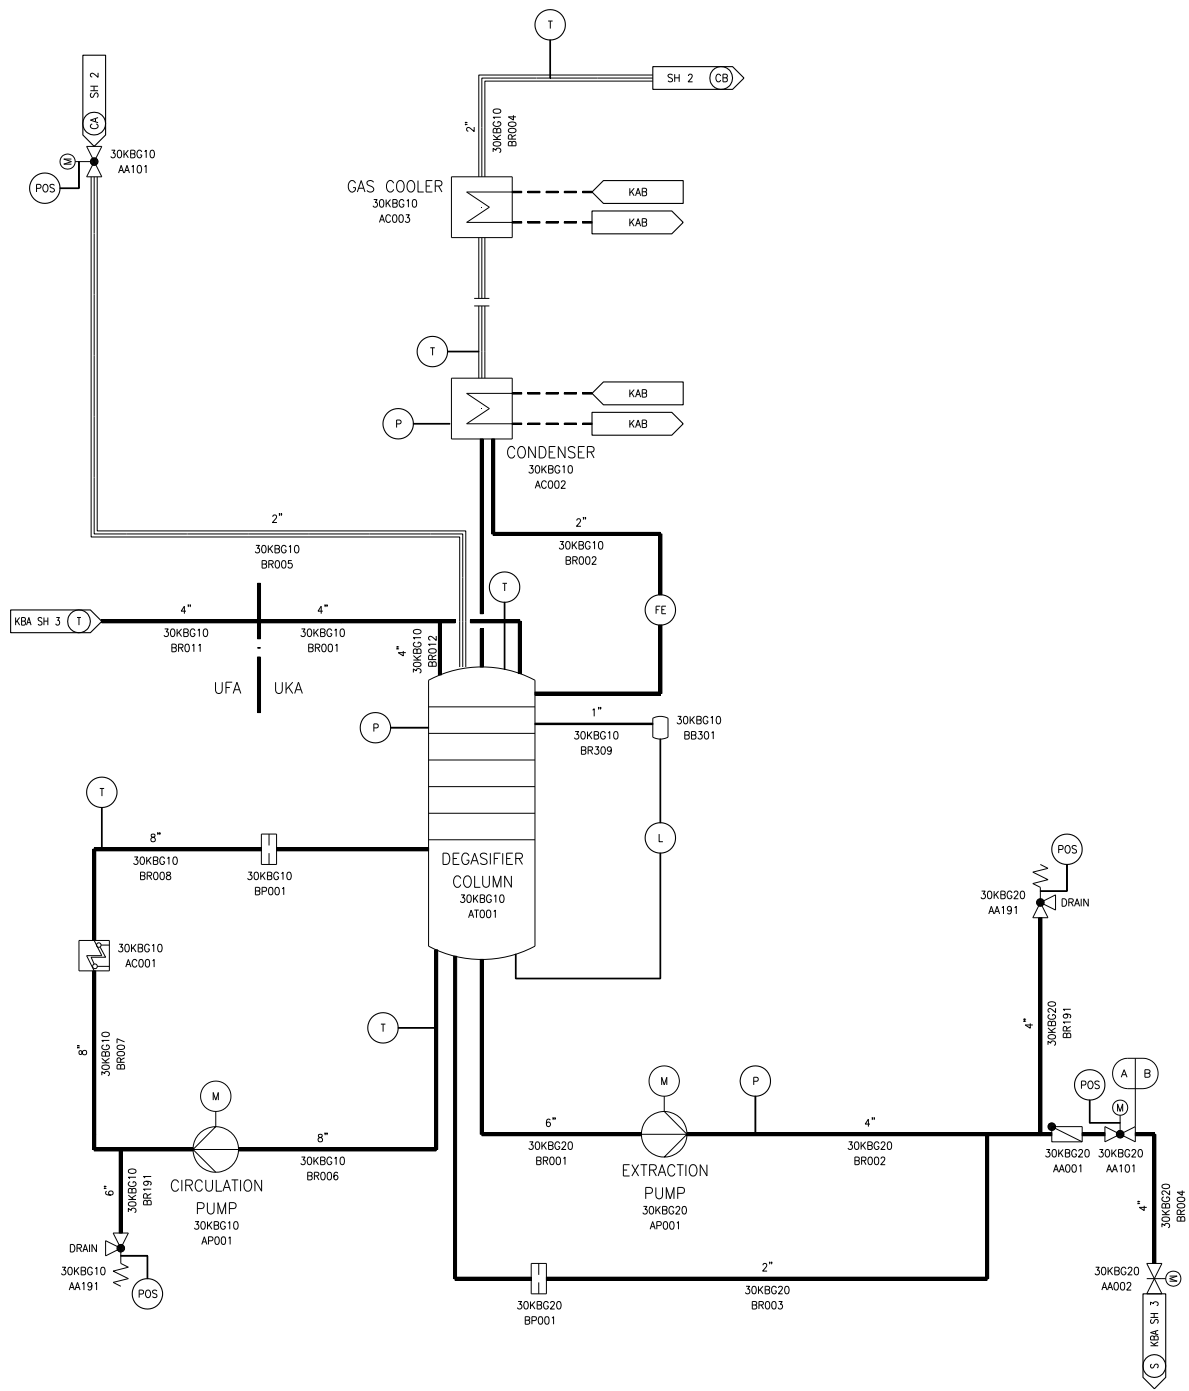 T
SH 2
CB
SH 2
CA
M
POS
30KBG10
AA101
2"
30KBG10
BR004
GAS COOLER
30KBG10
AC003
KAB
KAB
T
KAB
KAB
P
CONDENSER
30KBG10
AC002
2"
30KBG10
BR005
2"
30KBG10
BR002
T
FE
KBA SH 3
T
4"
30KBG10
BR011
4"
30KBG10
BR001
4"
30KBG10
BR012
UFA
UKA
P
1"
30KBG10
BR309
30KBG10
BB301
T
8"
30KBG10
BR008
30KBG10
BP001
L
DEGASIFIER
COLUMN
30KBG10
AT001
POS
30KBG20
AA191
DRAIN
30KBG10
AC001
T
8"
30KBG10
BR007
4"
30KBG20
BR191
M
M
P
POS
A
B
M
8"
30KBG10
BR006
6"
30KBG20
BR001
4"
30KBG20
BR002
30KBG20
AA001
30KBG20
AA101
CIRCULATION
PUMP
30KBG10
AP001
EXTRACTION
PUMP
30KBG20
AP001
6"
30KBG10
BR191
4"
30KBG20
BR004
DRAIN
30KBG10
AA191
POS
30KBG20
BP001
2"
30KBG20
BR003
30KBG20
AA002
M
KBA SH 3
S